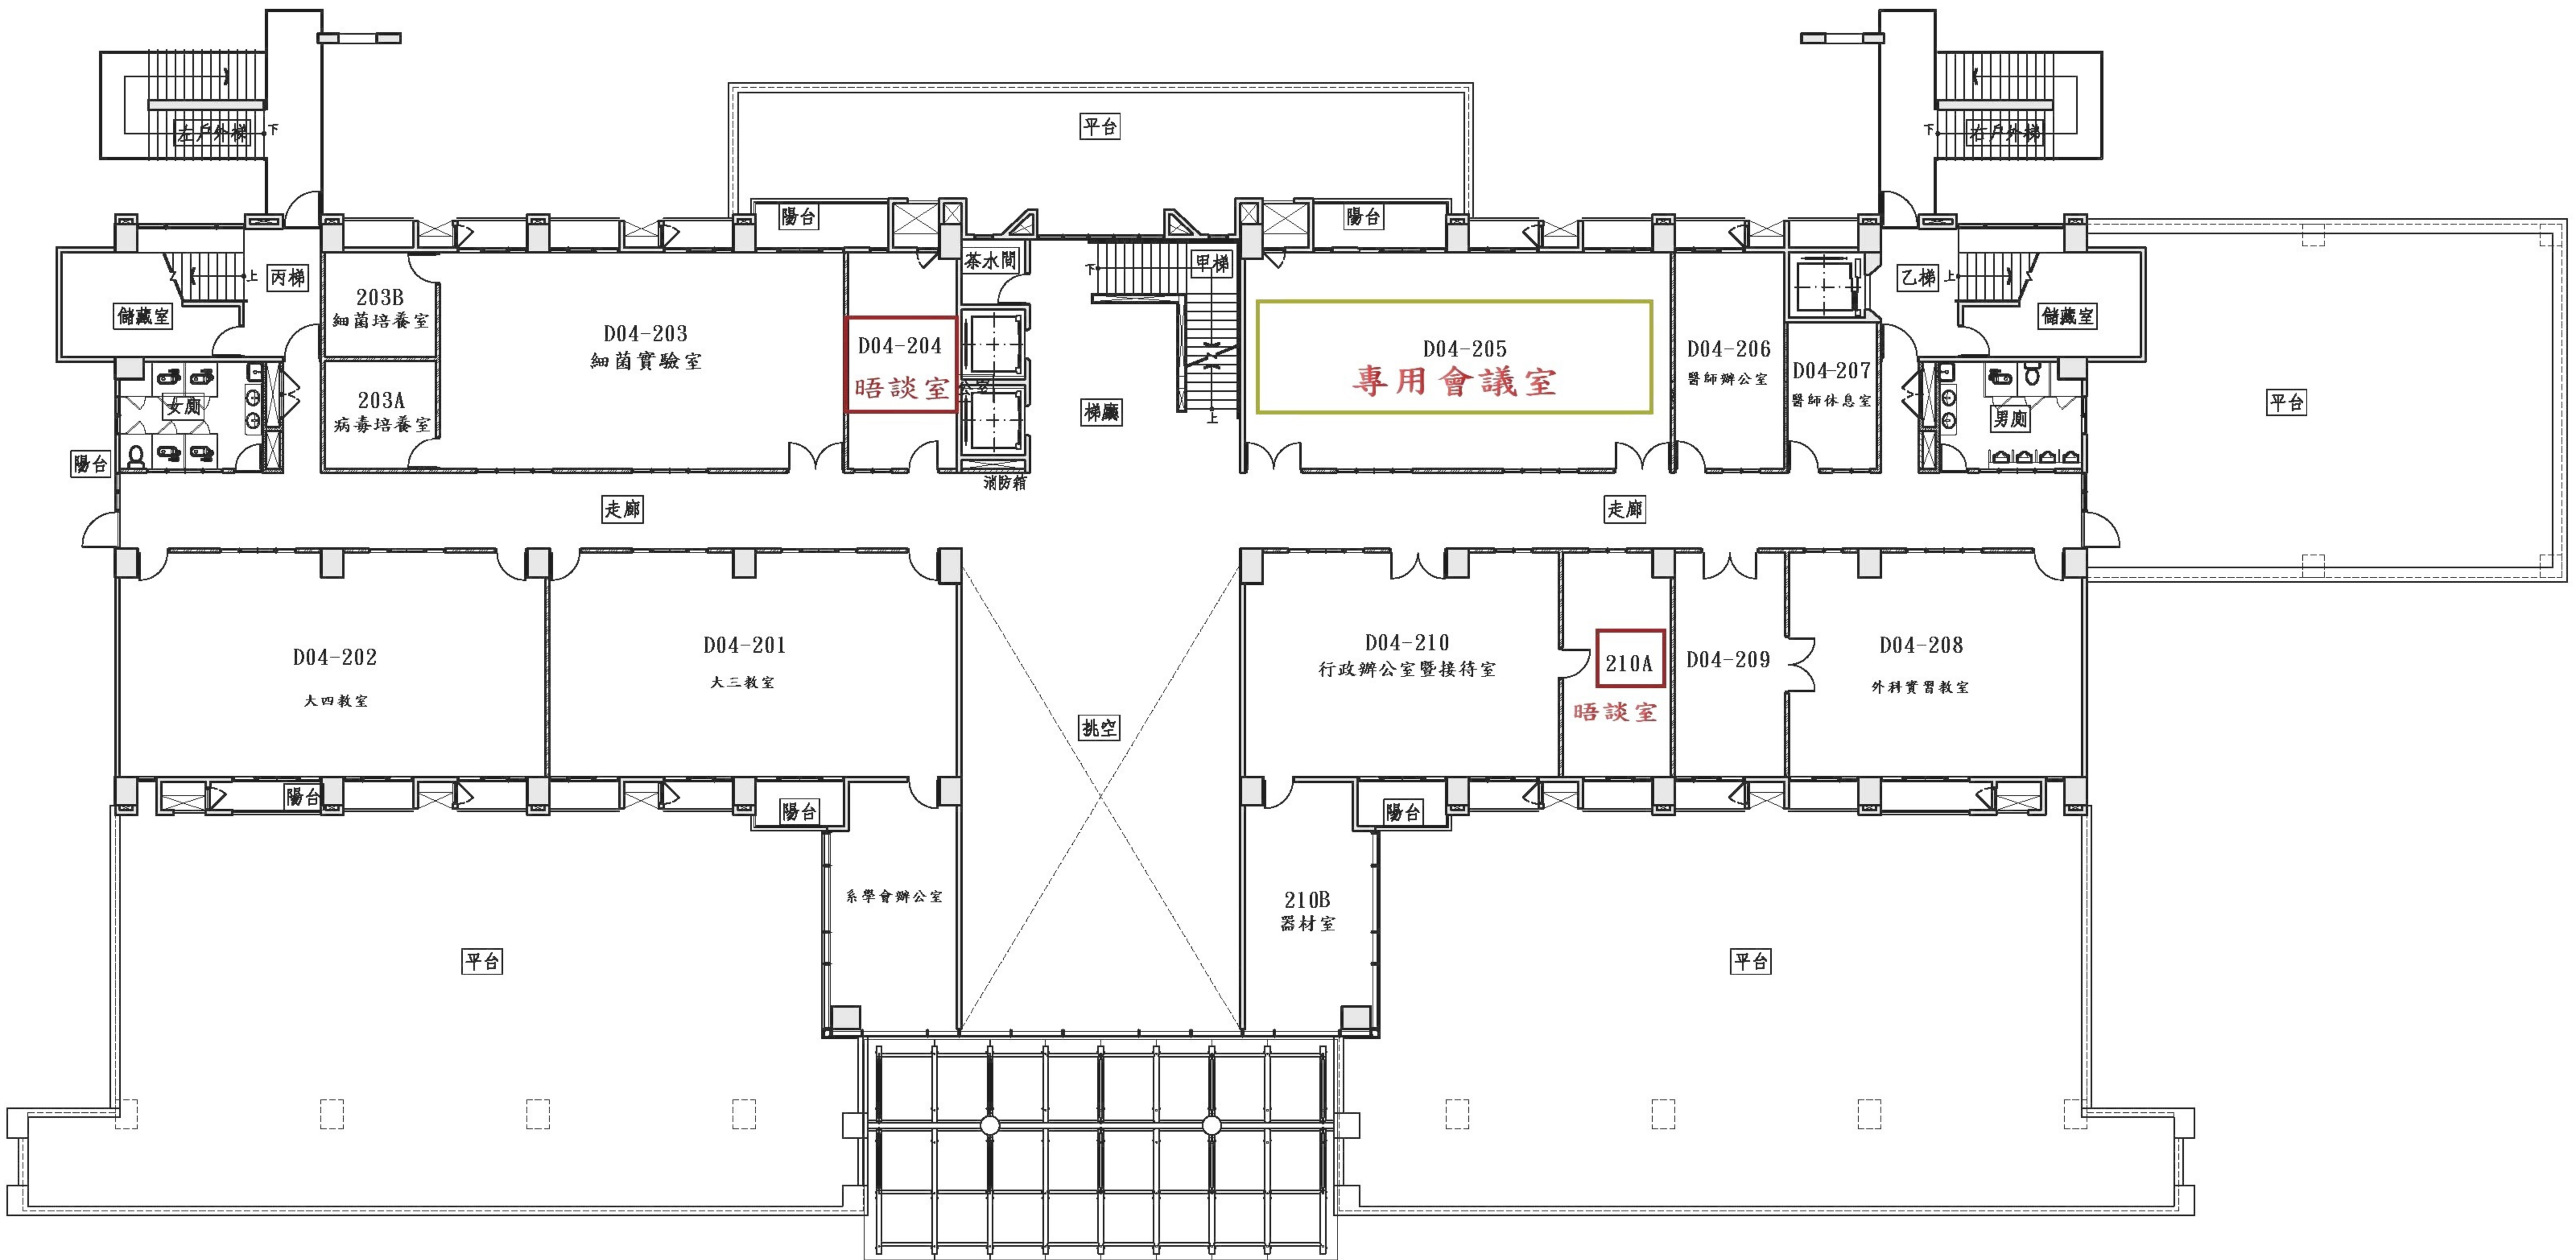 左戶外梯
下
平台
下
右戶外梯
陽台
陽台
丙梯
上
儲藏室
203B
細菌培養室
203A
病毒培養室
D04-203
細菌實驗室
D04-204
晤談室
公室
茶水間
下
甲梯
上
梯廳
消防箱
D04-205
專用會議室
D04-206
醫師辦公室
D04-207
醫師休息室
乙梯
上
儲藏室
女廁
男廁
平台
陽台
走廊
走廊
D04-202
大四教室
D04-201
大三教室
挑空
D04-210
行政辦公室暨接待室
210A
晤談室
D04-209
D04-208
外科實習教室
陽台
陽台
陽台
系學會辦公室
210B
器材室
平台
平台